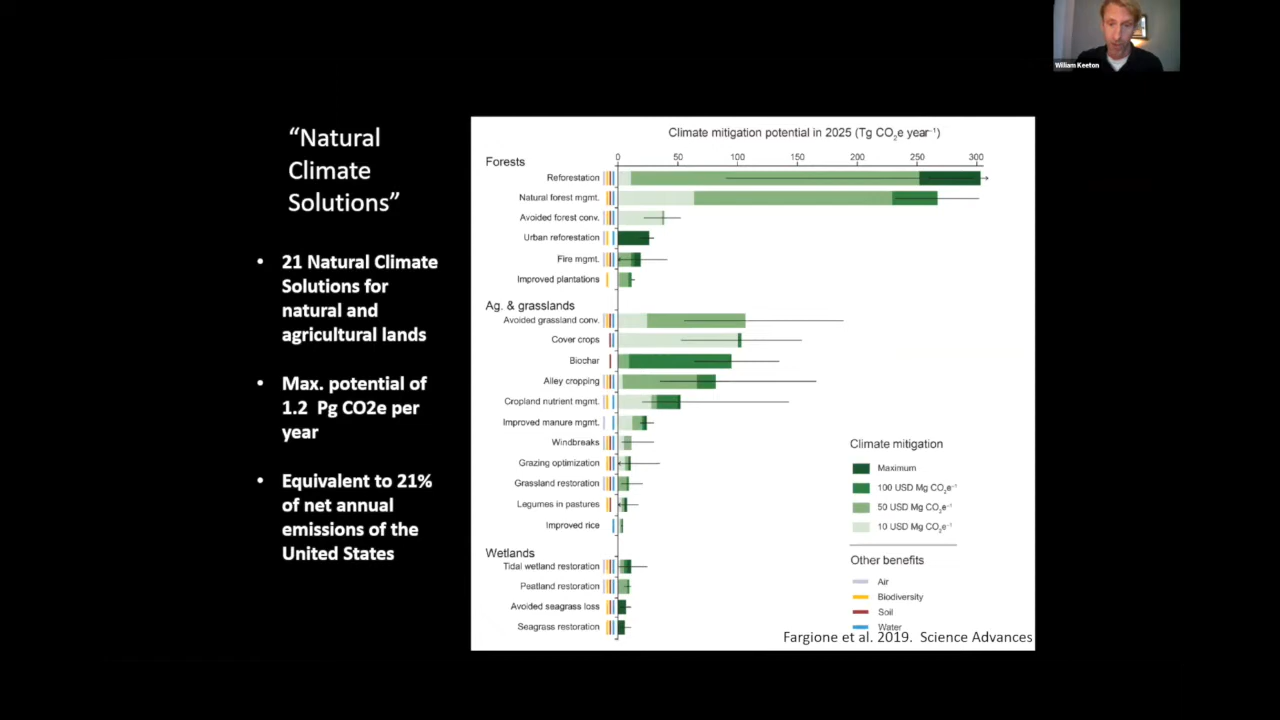 William Keeton
“Natural
Climate
Solutions”
• 21 Natural Climate
Solutions for
natural and
agricultural lands
• Max. potential of
1.2 Pg CO2e per
year
• Equivalent to 21%
of net annual
emissions of the
United States
Climate mitigation potential in 2025 (Tg CO₂e year⁻¹)
0 50 100 150 200 250 300
Forests
Reforestation
Natural forest mgmt.
Avoided forest conv.
Urban reforestation
Fire mgmt.
Improved plantations
Ag. & grasslands
Avoided grassland conv.
Cover crops
Biochar
Alley cropping
Cropland nutrient mgmt.
Improved manure mgmt.
Windbreaks
Grazing optimization
Grassland restoration
Legumes in pastures
Improved rice
Wetlands
Tidal wetland restoration
Peatland restoration
Avoided seagrass loss
Seagrass restoration
Climate mitigation
Maximum
100 USD Mg CO₂e⁻¹
50 USD Mg CO₂e⁻¹
10 USD Mg CO₂e⁻¹
Other benefits
Air
Biodiversity
Soil
Water
Fargione et al. 2019. Science Advances